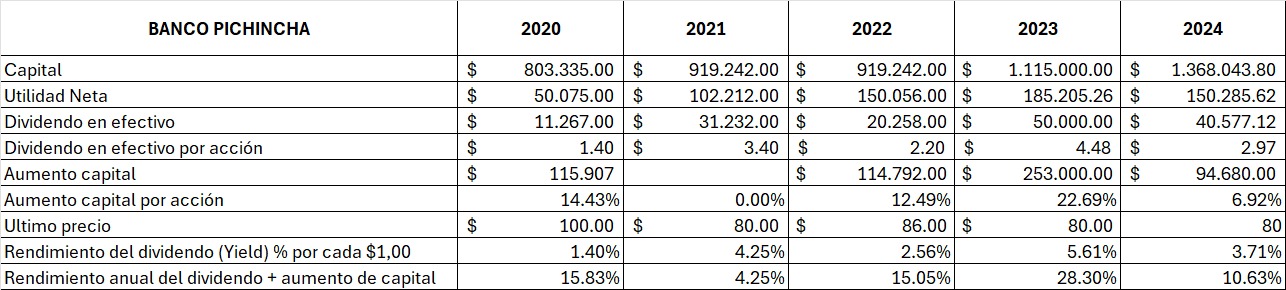 BANCO PICHINCHA 2020 2021 2022 2023 2024
Capital $ 803.335.00 $ 919.242.00 $ 919.242.00 $ 1.115.000.00 $ 1.368.043.80
Utilidad Neta $ 50.075.00 $ 102.212.00 $ 150.056.00 $ 185.205.26 $ 150.285.62
Dividendo en efectivo $ 11.267.00 $ 31.232.00 $ 20.258.00 $ 50.000.00 $ 40.577.12
Dividendo en efectivo por acción $ 1.40 $ 3.40 $ 2.20 $ 4.48 $ 2.97
Aumento capital $ 115.907 $ 114.792.00 $ 253.000.00 $ 94.680.00
Aumento capital por acción 14.43% 0.00% 12.49% 22.69% 6.92%
Ultimo precio $ 100.00 $ 80.00 $ 86.00 $ 80.00 80
Rendimiento del dividendo (Yield) % por cada $1,00 1.40% 4.25% 2.56% 5.61% 3.71%
Rendimiento anual del dividendo + aumento de capital 15.83% 4.25% 15.05% 28.30% 10.63%